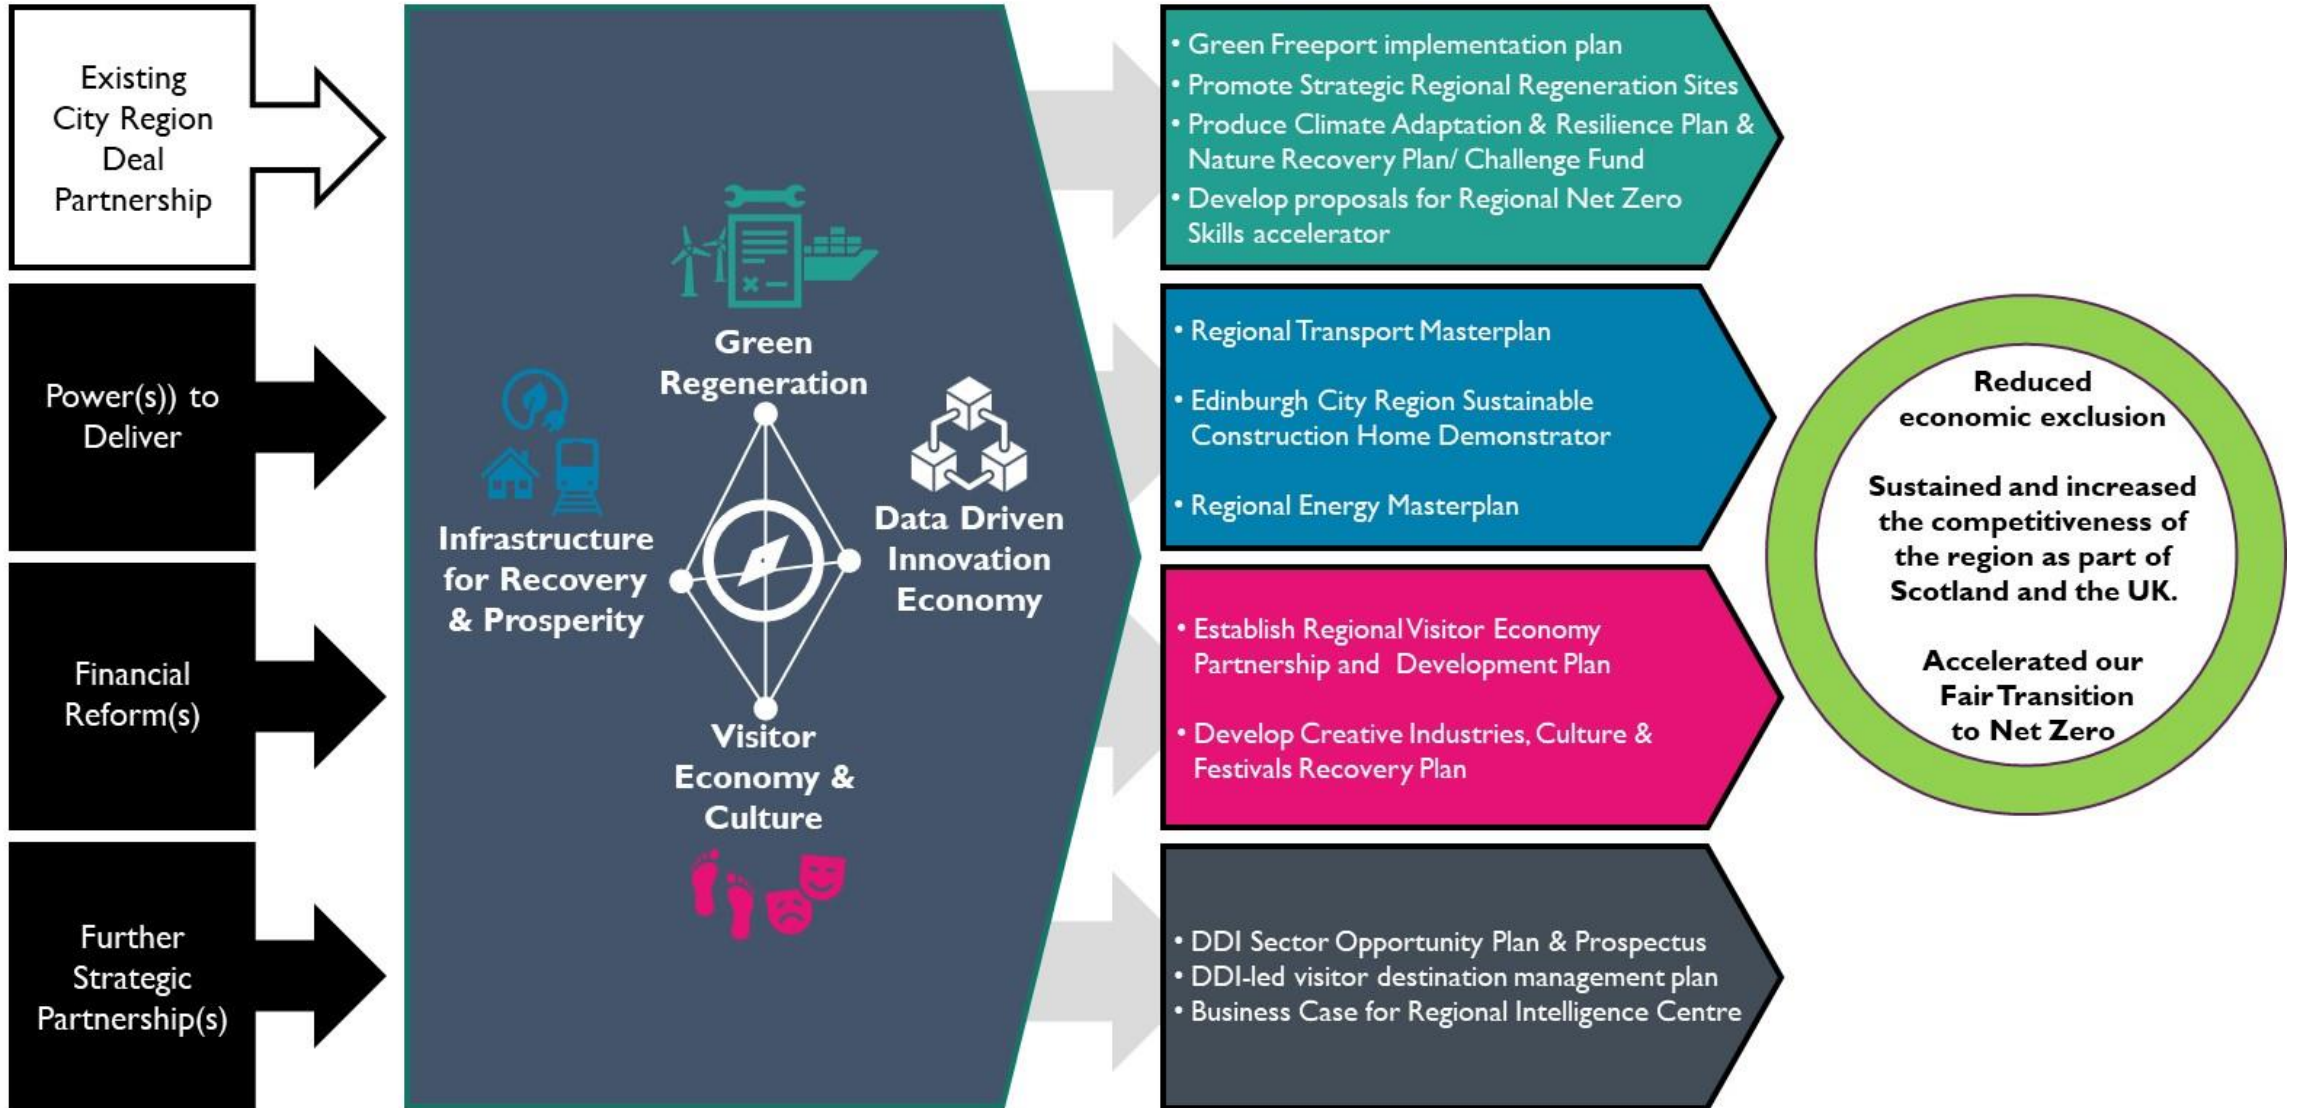 Existing
City Region
Deal
Partnership
Power(s)) to
Deliver
Financial
Reform(s)
Further
Strategic
Partnership(s)
Green
Regeneration
Infrastructure
for Recovery
& Prosperity
Data Driven
Innovation
Economy
Visitor
Economy &
Culture
• Green Freeport implementation plan
• Promote Strategic Regional Regeneration Sites
• Produce Climate Adaptation & Resilience Plan &
Nature Recovery Plan/ Challenge Fund
• Develop proposals for Regional Net Zero
Skills accelerator
• Regional Transport Masterplan
• Edinburgh City Region Sustainable
Construction Home Demonstrator
• Regional Energy Masterplan
• Establish Regional Visitor Economy
Partnership and Development Plan
• Develop Creative Industries, Culture &
Festivals Recovery Plan
• DDI Sector Opportunity Plan & Prospectus
• DDI-led visitor destination management plan
• Business Case for Regional Intelligence Centre
Reduced
economic exclusion
Sustained and increased
the competitiveness of
the region as part of
Scotland and the UK.
Accelerated our
Fair Transition
to Net Zero